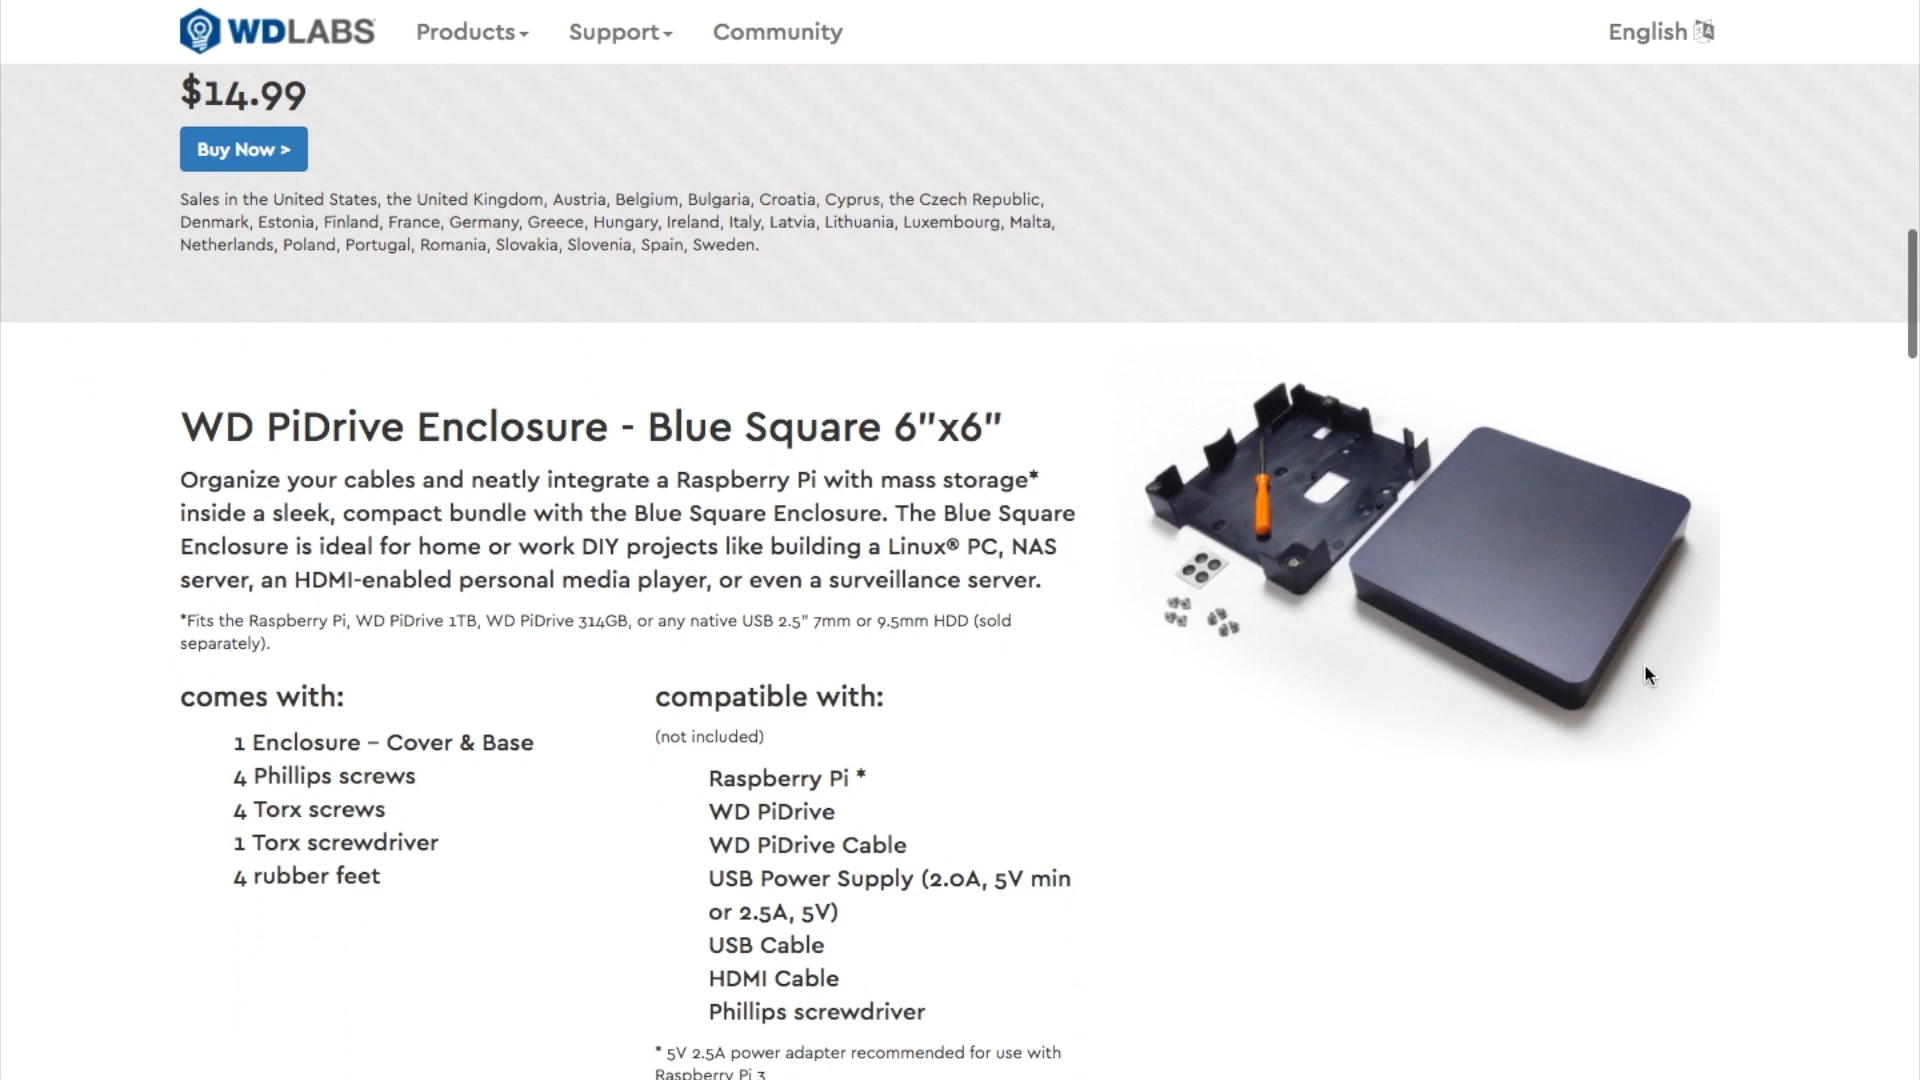 WDLABS Products Support Community English
$14.99
Buy Now >
Sales in the United States, the United Kingdom, Austria, Belgium, Bulgaria, Croatia, Cyprus, the Czech Republic,
Denmark, Estonia, Finland, France, Germany, Greece, Hungary, Ireland, Italy, Latvia, Lithuania, Luxembourg, Malta,
Netherlands, Poland, Portugal, Romania, Slovakia, Slovenia, Spain, Sweden.
WD PiDrive Enclosure - Blue Square 6"x6"
Organize your cables and neatly integrate a Raspberry Pi with mass storage*
inside a sleek, compact bundle with the Blue Square Enclosure. The Blue Square
Enclosure is ideal for home or work DIY projects like building a Linux® PC, NAS
server, an HDMI-enabled personal media player, or even a surveillance server.
*Fits the Raspberry Pi, WD PiDrive 1TB, WD PiDrive 314GB, or any native USB 2.5" 7mm or 9.5mm HDD (sold
separately).
comes with:
1 Enclosure – Cover & Base
4 Phillips screws
4 Torx screws
1 Torx screwdriver
4 rubber feet
compatible with:
(not included)
Raspberry Pi *
WD PiDrive
WD PiDrive Cable
USB Power Supply (2.0A, 5V min
or 2.5A, 5V)
USB Cable
HDMI Cable
Phillips screwdriver
* 5V 2.5A power adapter recommended for use with
Raspberry Pi 3